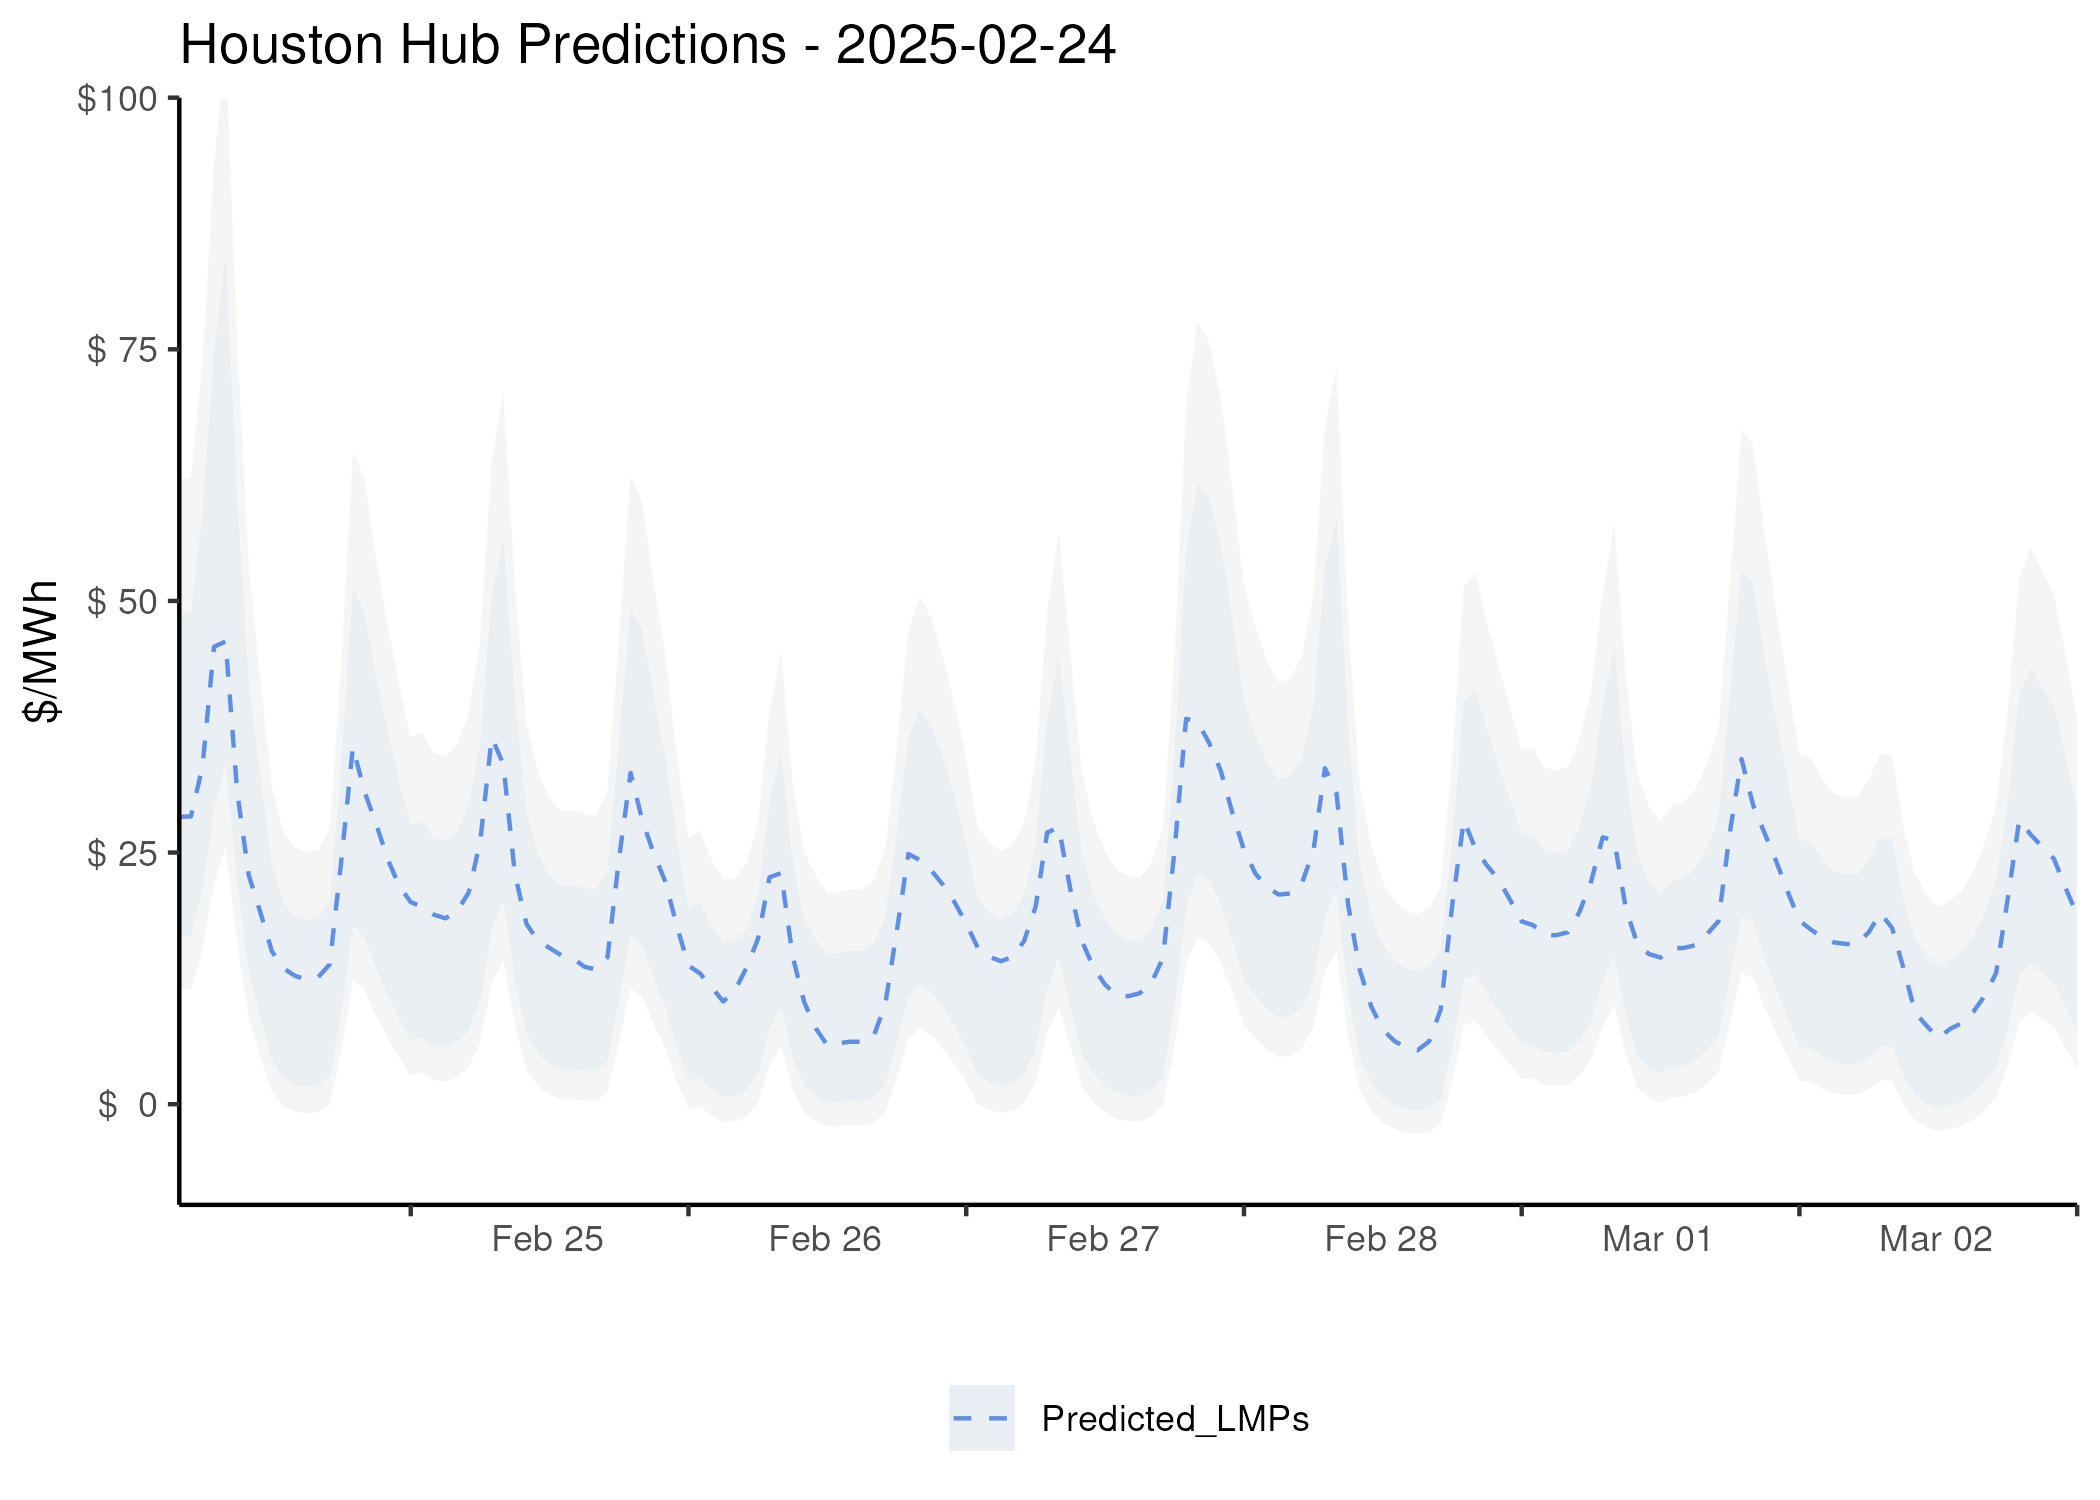 Houston Hub Predictions - 2025-02-24
$/MWh
$100
$ 75
$ 50
$ 25
$  0
Feb 25
Feb 26
Feb 27
Feb 28
Mar 01
Mar 02
Predicted_LMPs